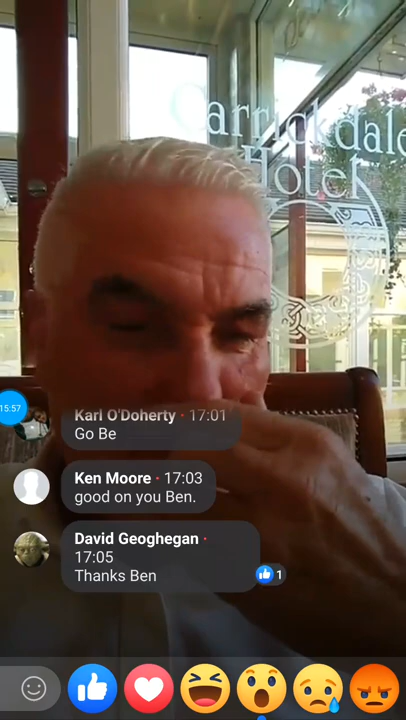 Carrickdale
Hotel
15:57
Karl O'Doherty · 17:01
Go Be
Ken Moore · 17:03
good on you Ben.
David Geoghegan ·
17:05
Thanks Ben
1